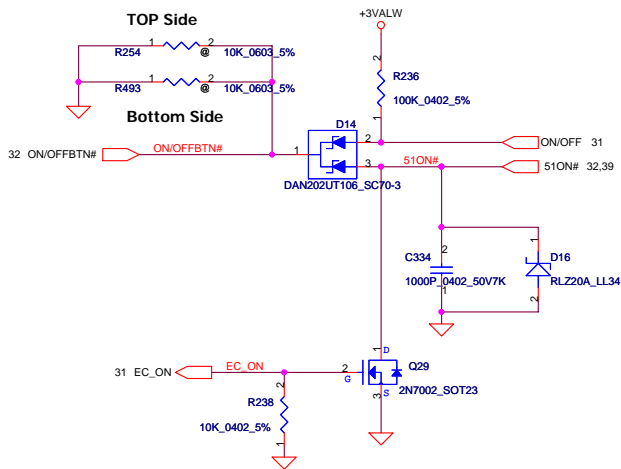 TOP Side
+3VALW
1
2
R254
@
10K_0603_5%
1
2
R493
@
10K_0603_5%
2
R236
100K_0402_5%
1
Bottom Side
D14
32 ON/OFFBTN#
ON/OFFBTN#
1
2
ON/OFF 31
3
51ON#
51ON# 32,39
DAN202UT106_SC70-3
2
C334
1000P_0402_50V7K
1
1
D16
RLZ20A_LL34
2
31 EC_ON
EC_ON
2
G
1
D
Q29
S
2N7002_SOT23
3
2
R238
10K_0402_5%
1